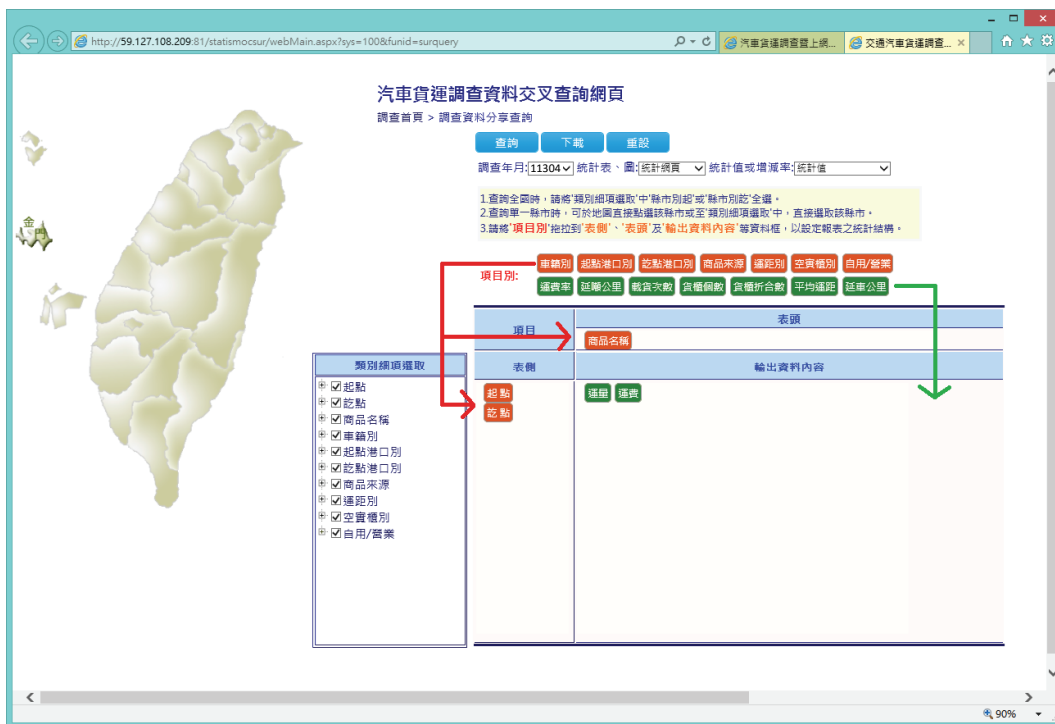 http://59.127.108.209:81/statismocsur/webMain.aspx?sys=100&funid=surquery
汽車貨運調查暨上網...
交通汽車貨運調查... ×
汽車貨運調查資料交叉查詢網頁
調查首頁 > 調查資料分享查詢
查詢 下載 重設
調查年月:11304 統計表、圖:統計網頁 統計值或增減率:統計值
1.查詢全國時，請將'類別細項選取'中'縣市別起'或'縣市別訖'全選。
2.查詢單一縣市時，可於地圖直接點選該縣市或至'類別細項選取'中，直接選取該縣市。
3.請將'項目別'拖拉到'表側'、'表頭'及'輸出資料內容'等資料框，以設定報表之統計結構。
金門
項目別:
車籍別 起點港口別 訖點港口別 商品來源 運距別 空實櫃別 自用/營業
運費率 延噸公里 載貨次數 貨櫃個數 貨櫃折合數 平均運距 延車公里
項目
表頭
商品名稱
類別細項選取
表側
輸出資料內容
起點
訖點
運量 運費
起點
訖點
商品名稱
車籍別
起點港口別
訖點港口別
商品來源
運距別
空實櫃別
自用/營業
90%